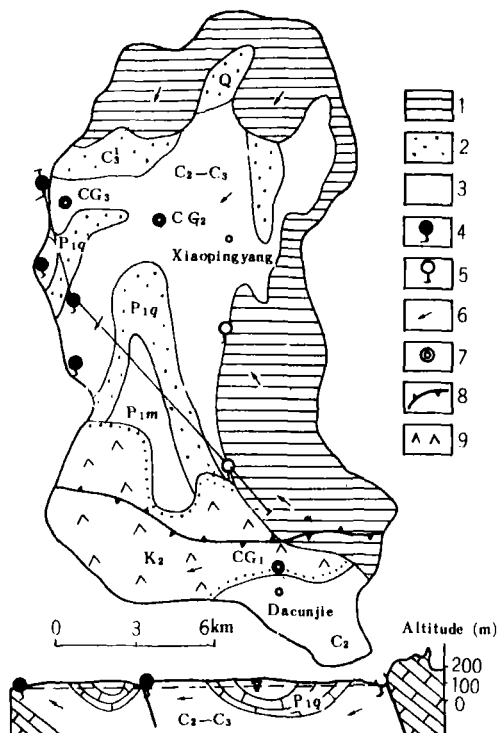 Q
1
C₃¹
2
C₂—C₃
3
CG₃
CG₂
4
P₁q
Xiaopingyang
5
P₁q
6
7
P₁m
8
9
K₂
CG₁
Dacunjie
C₂
0 3 6km
Altitude (m)
200
100
0
P₁q
C₂—C₃